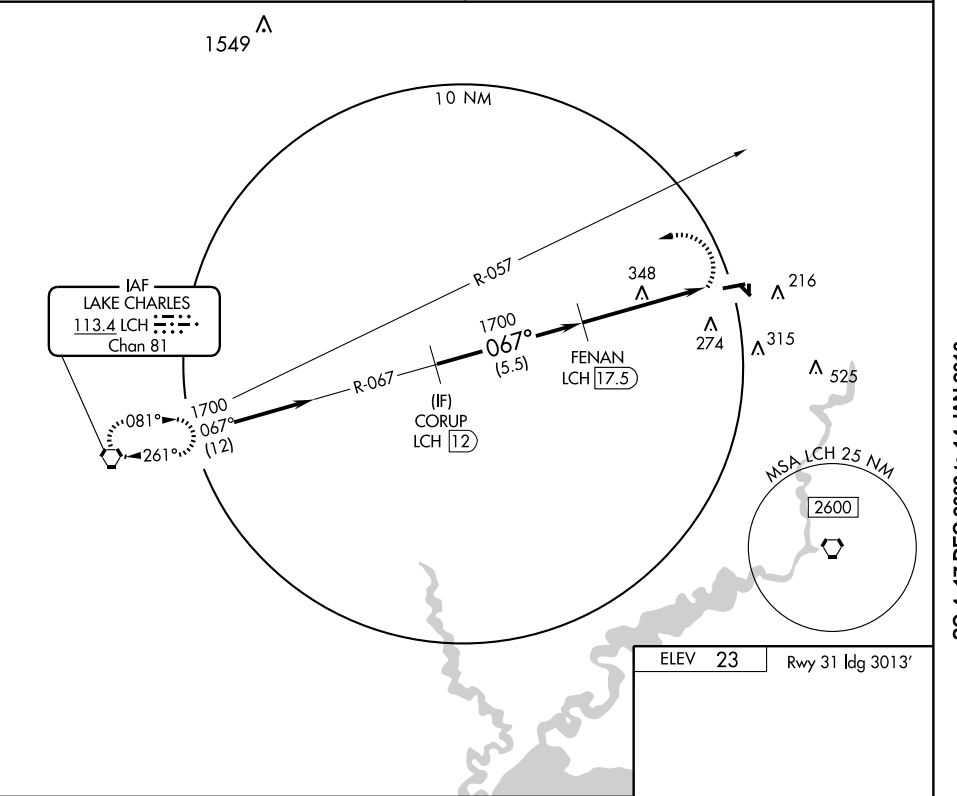 1549
10 NM
R-057
IAF
LAKE CHARLES
113.4 LCH
Chan 81
348
216
1700
067°
(5.5)
274
315
FENAN
LCH 17.5
525
R-067
(IF)
CORUP
LCH 12
1700
067°
(12)
081°
261°
MSA LCH 25 NM
2600
ELEV 23
Rwy 31 ldg 3013'